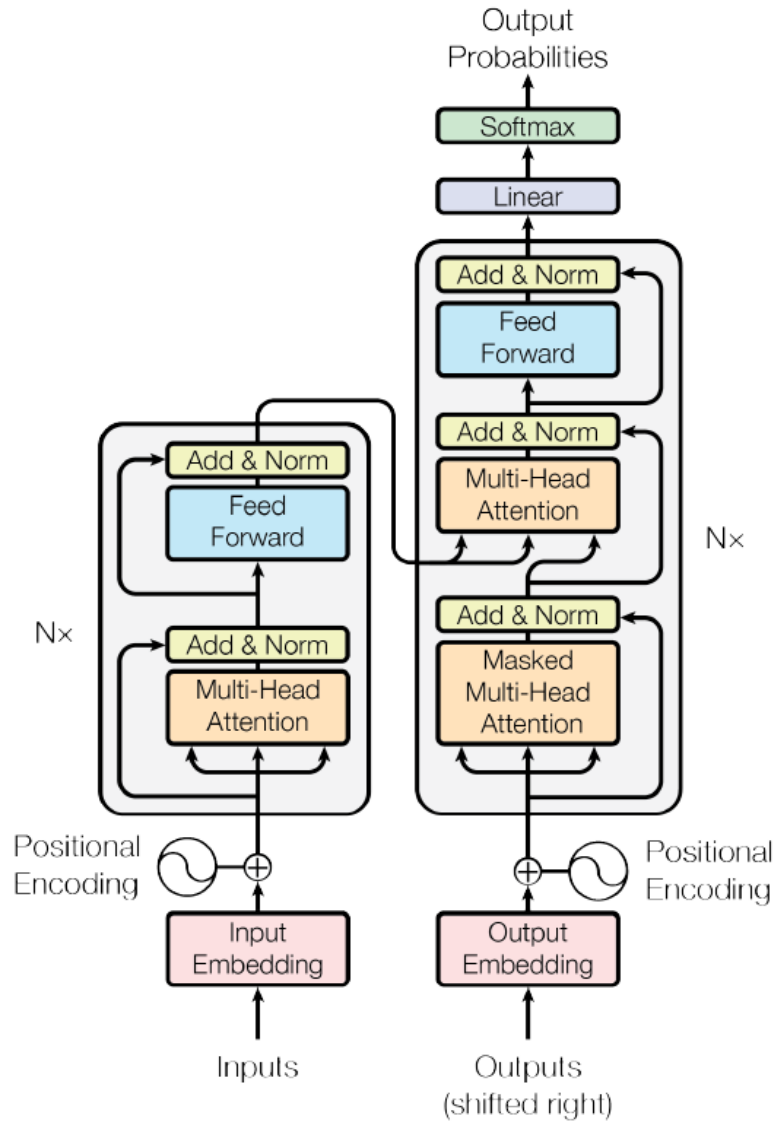 Output
Probabilities
Softmax
Linear
Add & Norm
Feed
Forward
Add & Norm
Multi-Head
Attention
Add & Norm
Masked
Multi-Head
Attention
Nx
Add & Norm
Feed
Forward
Add & Norm
Multi-Head
Attention
Nx
Positional
Encoding
Positional
Encoding
Input
Embedding
Output
Embedding
Inputs
Outputs
(shifted right)